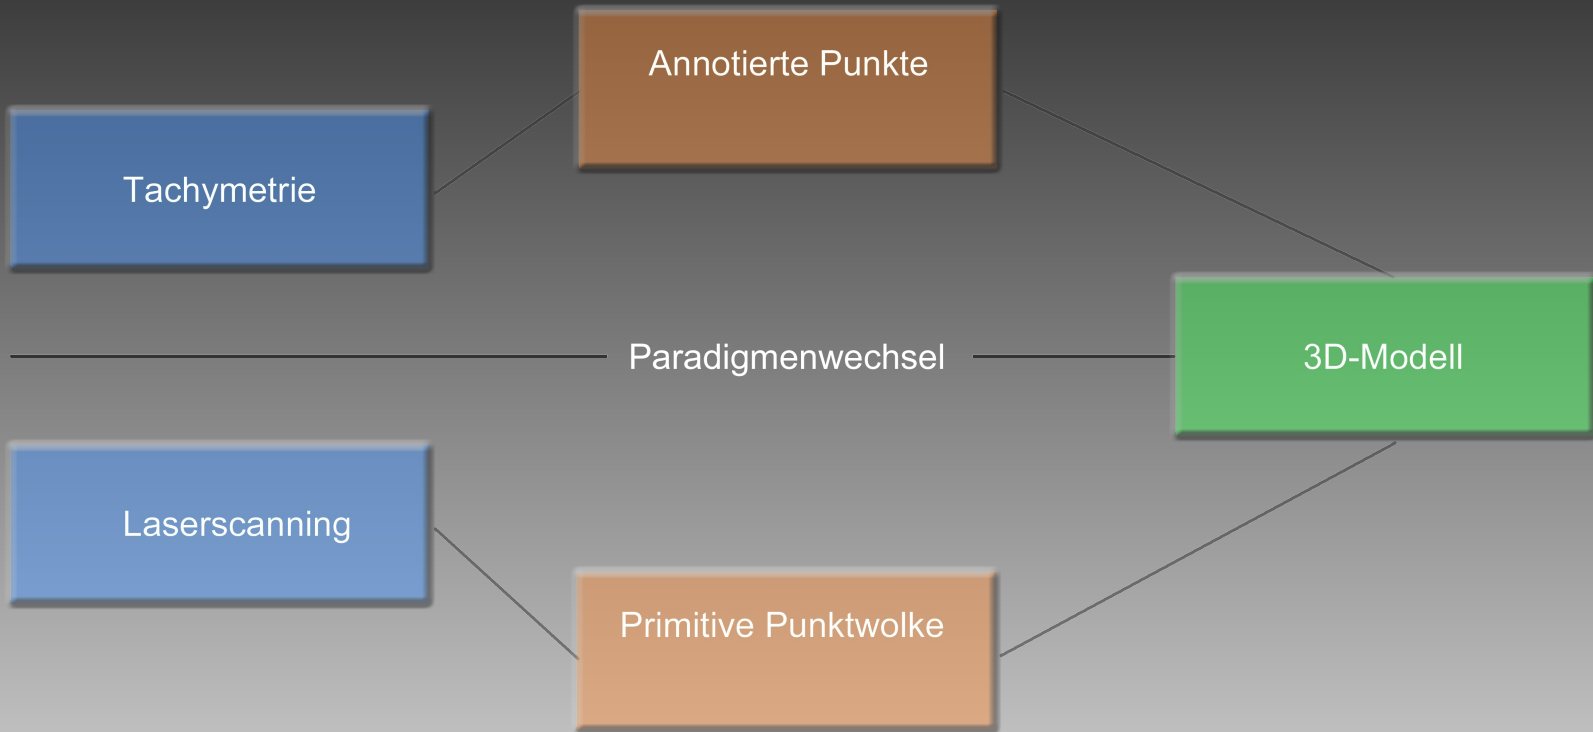 Annotierte Punkte
Tachymetrie
Paradigmenwechsel
3D-Modell
Laserscanning
Primitive Punktwolke